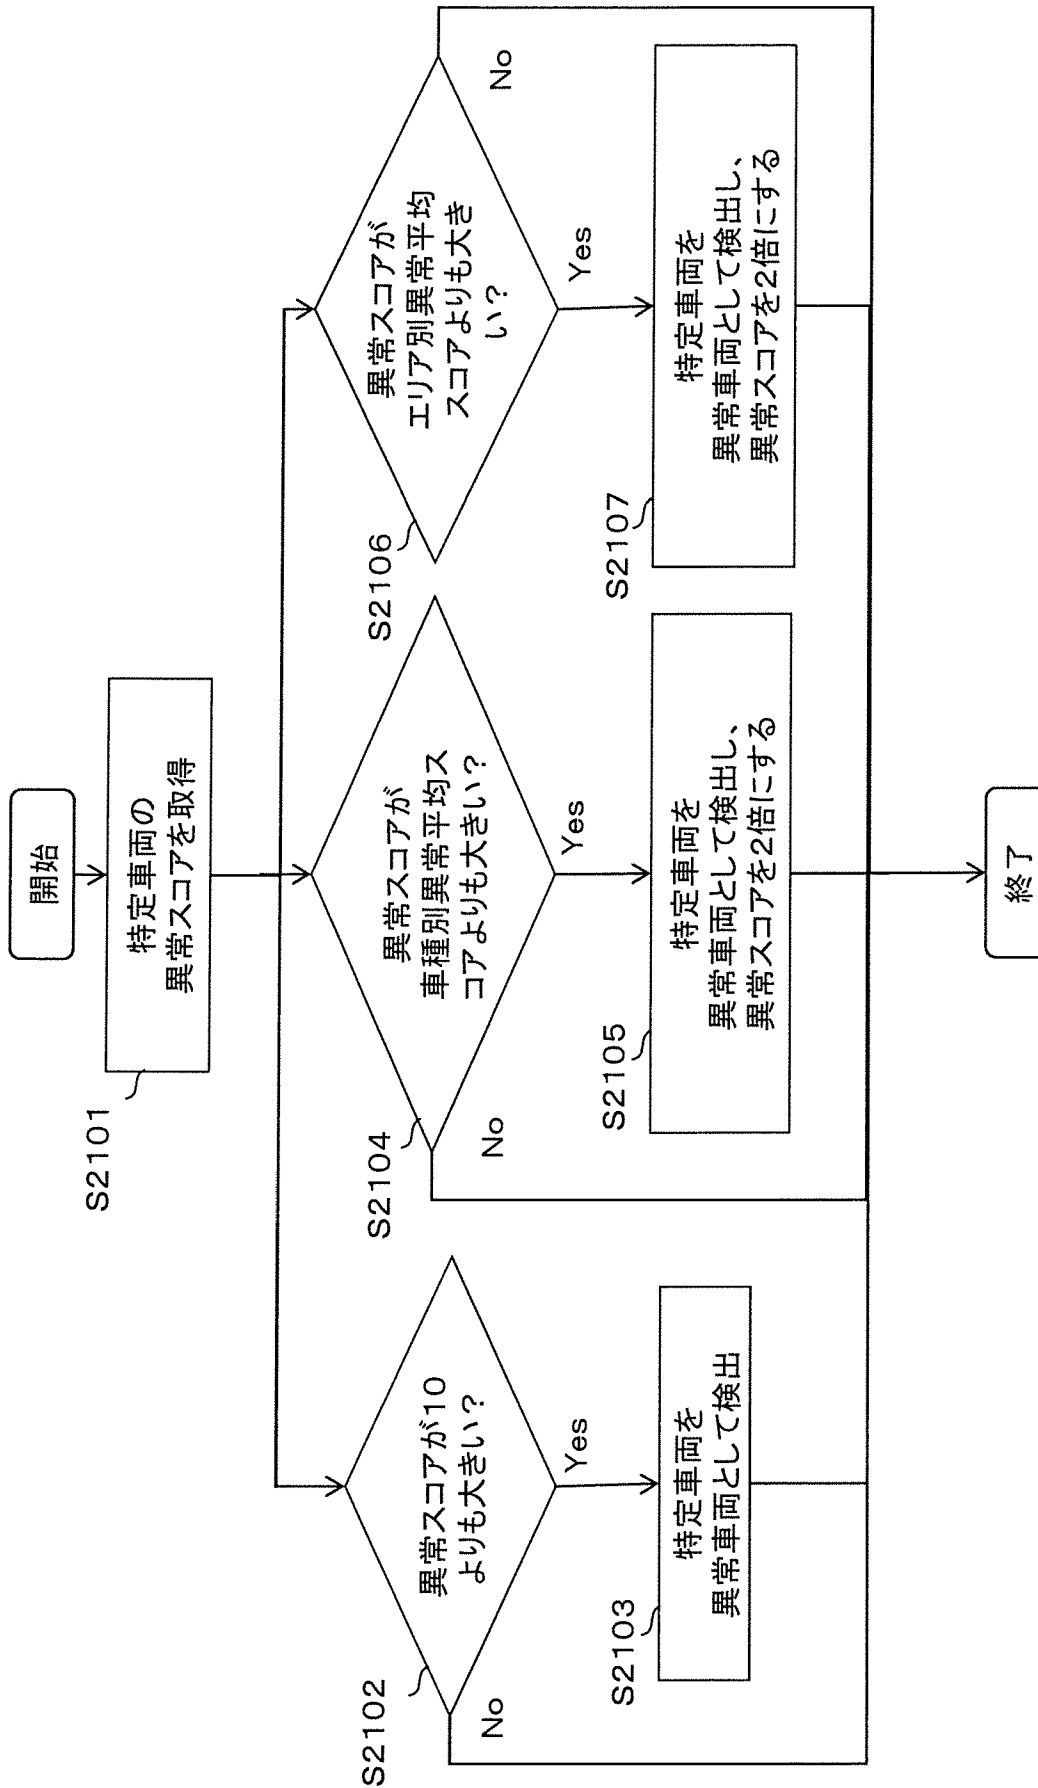 開始
S2101
特定車両の
異常スコアを取得
S2102
異常スコアが10
よりも大きい？
No
Yes
S2103
特定車両を
異常車両として検出
S2104
異常スコアが
車種別異常平均ス
コアよりも大きい？
No
Yes
S2105
特定車両を
異常車両として検出し、
異常スコアを2倍にする
S2106
異常スコアが
エリア別異常平均
スコアよりも大き
い？
No
Yes
S2107
特定車両を
異常車両として検出し、
異常スコアを2倍にする
終了